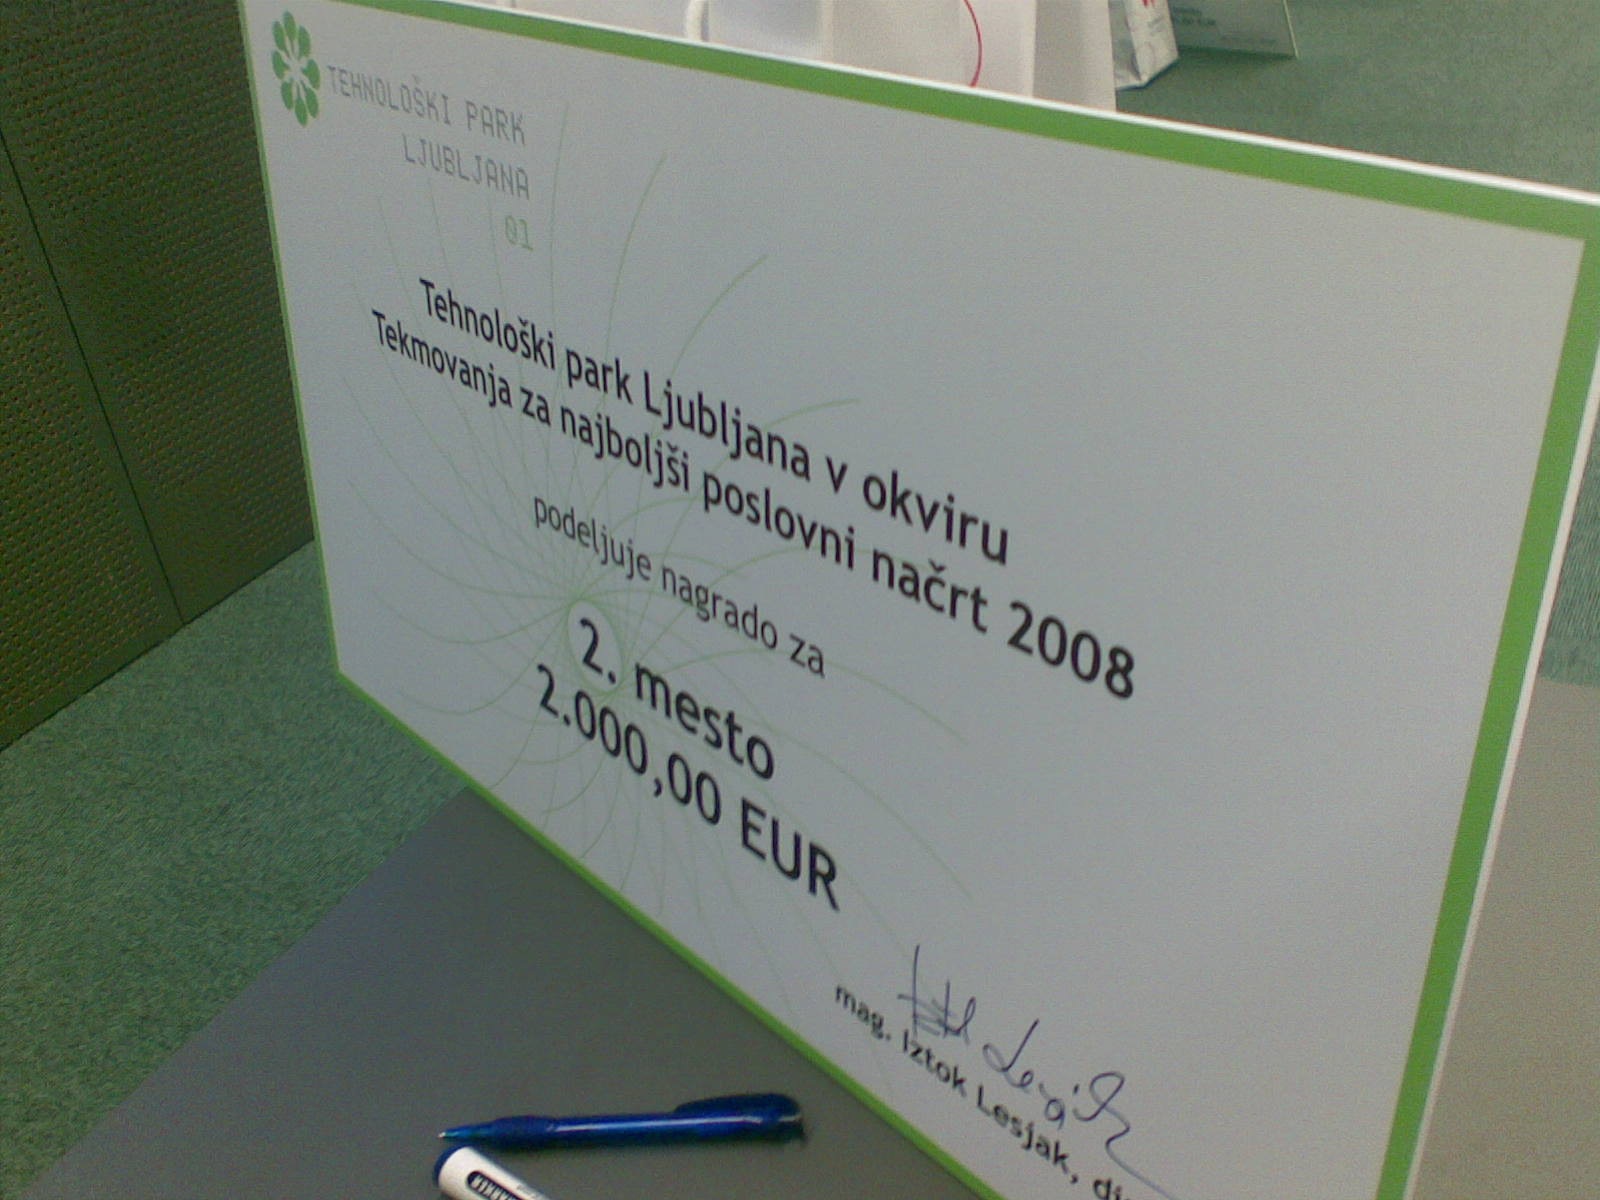 TEHNOLOŠKI PARK
LJUBLJANA
01
Tehnološki park Ljubljana v okviru
Tekmovanja za najboljši poslovni načrt 2008
podeljuje nagrado za
2. mesto
2.000,00 EUR
mag. Iztok Lesjak,